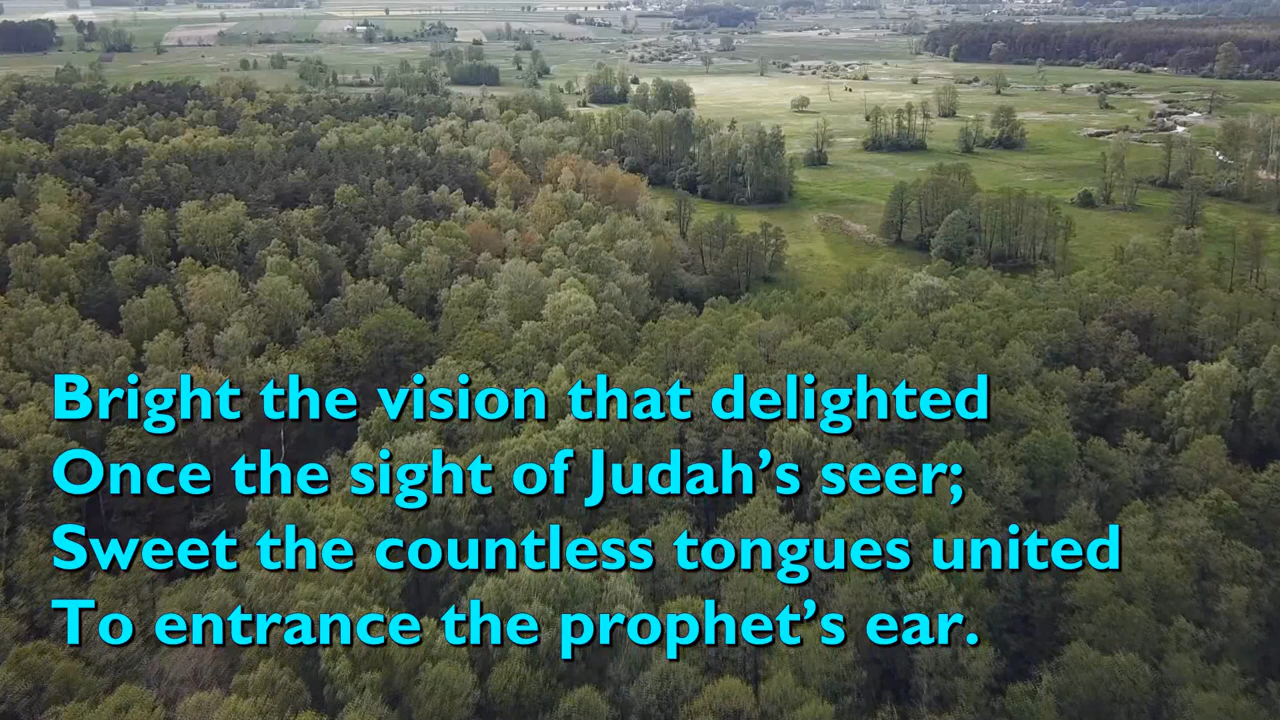 Bright the vision that delighted
Once the sight of Judah’s seer;
Sweet the countless tongues united
To entrance the prophet’s ear.